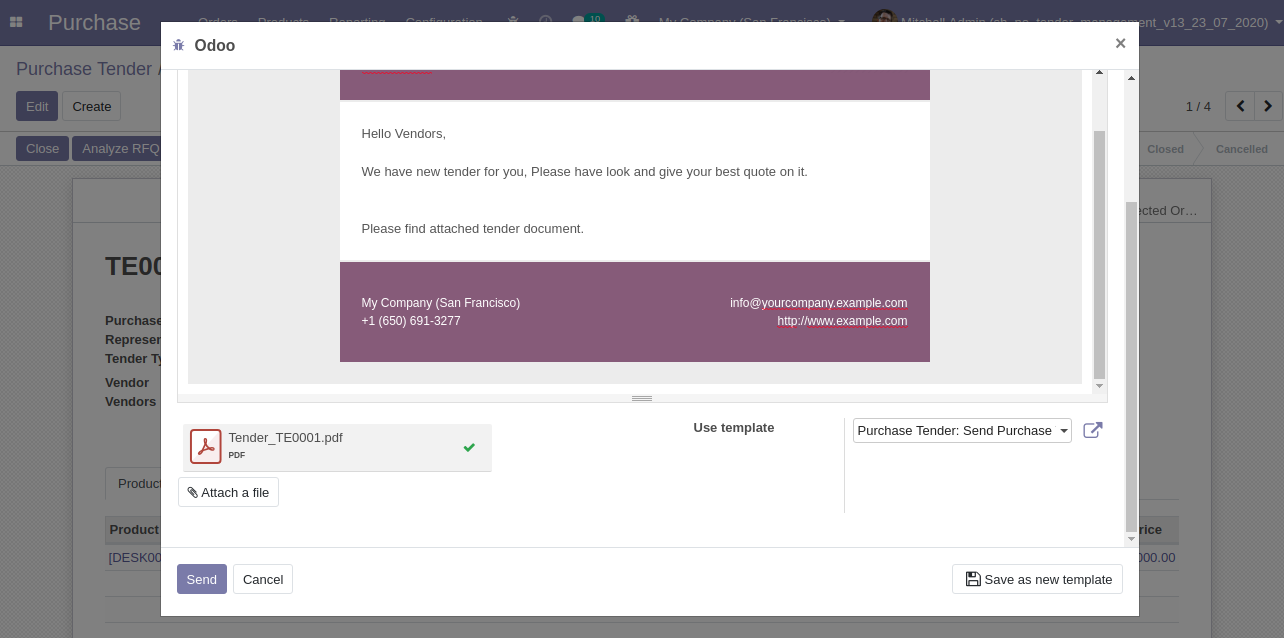 Purchase
Orders Products Reporting Configuration 10 My Company (San Francisco) Mitchell Admin (sh_po_tender_management_v13_23_07_2020)
Odoo
×
Purchase Tender /
Edit Create
1 / 4
Close Analyze RFQ
Closed Cancelled
Hello Vendors,
We have new tender for you, Please have look and give your best quote on it.
Please find attached tender document.
TE00
Purchase
Represen
Tender Ty
Vendor
Vendors
My Company (San Francisco)
+1 (650) 691-3277
info@yourcompany.example.com
http://www.example.com
ected Or…
Tender_TE0001.pdf
PDF
Use template
Purchase Tender: Send Purchase
Attach a file
Product
Product
rice
[DESK00
000.00
Send Cancel
Save as new template